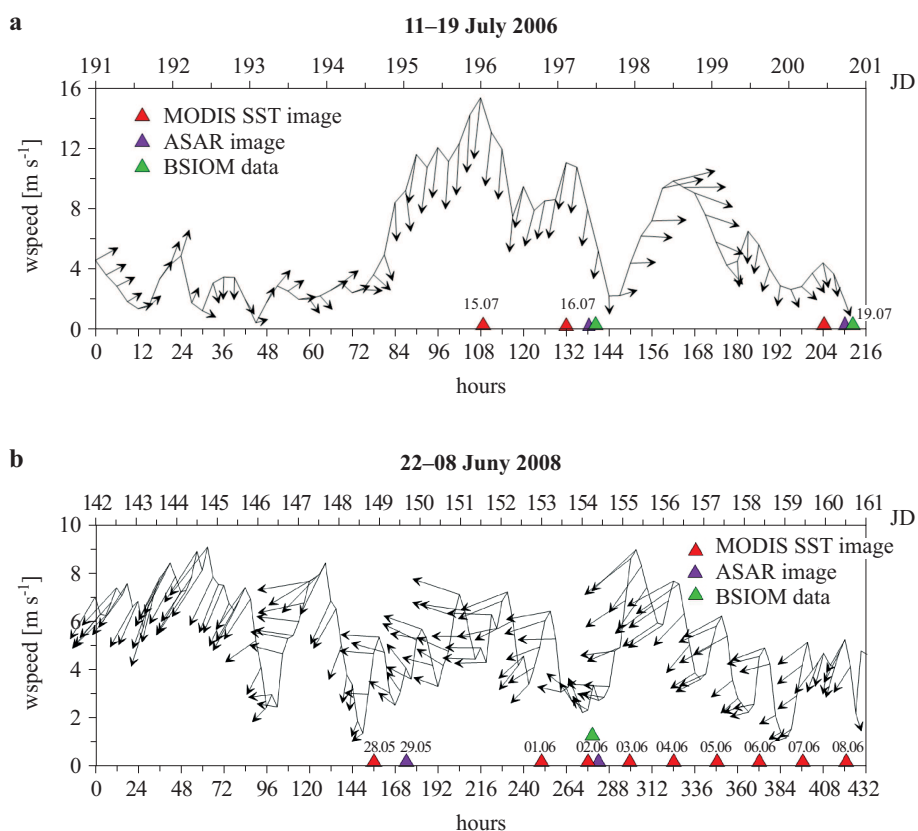 a
11–19 July 2006
191 192 193 194 195 196 197 198 199 200 201 JD
16
12
8
4
0
wspeed [m s⁻¹]
MODIS SST image
ASAR image
BSIOM data
15.07 16.07 19.07
0 12 24 36 48 60 72 84 96 108 120 132 144 156 168 180 192 204 216
hours
b
22–08 Juny 2008
142 143 144 145 146 147 148 149 150 151 152 153 154 155 156 157 158 159 160 161 JD
10
8
6
4
2
0
wspeed [m s⁻¹]
MODIS SST image
ASAR image
BSIOM data
28.05 29.05 01.06 02.06 03.06 04.06 05.06 06.06 07.06 08.06
0 24 48 72 96 120 144 168 192 216 240 264 288 312 336 360 384 408 432
hours